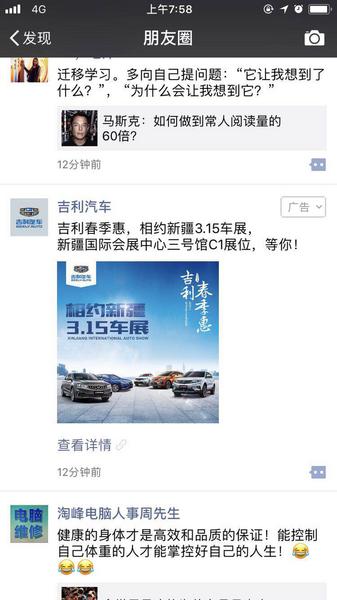 4G
上午7:58
发现
朋友圈
迁移学习。多向自己提问:“它让我想到了
什么?”,“为什么会让我想到它?”
马斯克:如何做到常人阅读量的
60倍?
12分钟前
吉利汽车
广告
吉利春季惠,相约新疆3.15车展,
新疆国际会展中心三号馆C1展位,等你!
吉利汽车
GEELY AUTO
吉利春季惠
相约新疆
3.15车展
XINJIANG INTERNATIONAL AUTO SHOW
查看详情
12分钟前
电脑
维修
淘峰电脑人事周先生
健康的身体才是高效和品质的保证!能控制
自己体重的人才能掌控好自己的人生!😂
😂😂